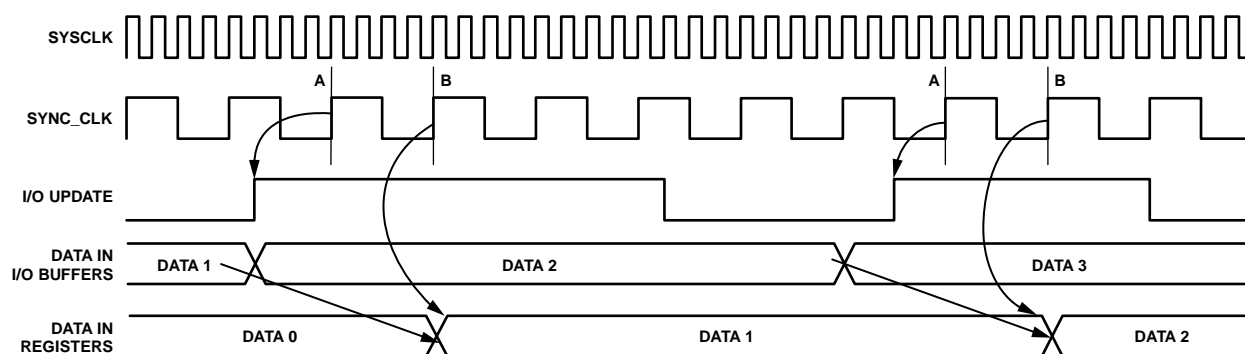 SYSCLK
A B A B
SYNC_CLK
I/O UPDATE
DATA IN
I/O BUFFERS
DATA 1 DATA 2 DATA 3
DATA IN
REGISTERS
DATA 0 DATA 1 DATA 2